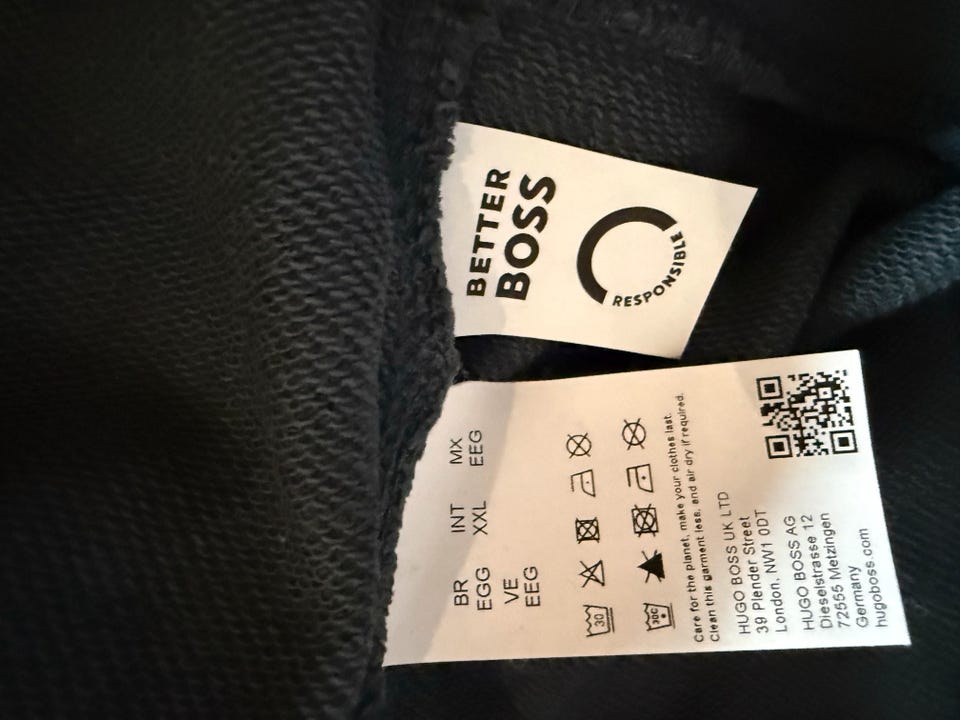 BETTER
BOSS
RESPONSIBLE
BR INT MX
EGG XXL EEG
VE
EEG
30
30C
Care for the planet, make your clothes last.
Clean this garment less, and air dry if required.
HUGO BOSS UK LTD
39 Plender Street
London, NW1 0DT
HUGO BOSS AG
Dieselstrasse 12
72555 Metzingen
Germany
hugoboss.com